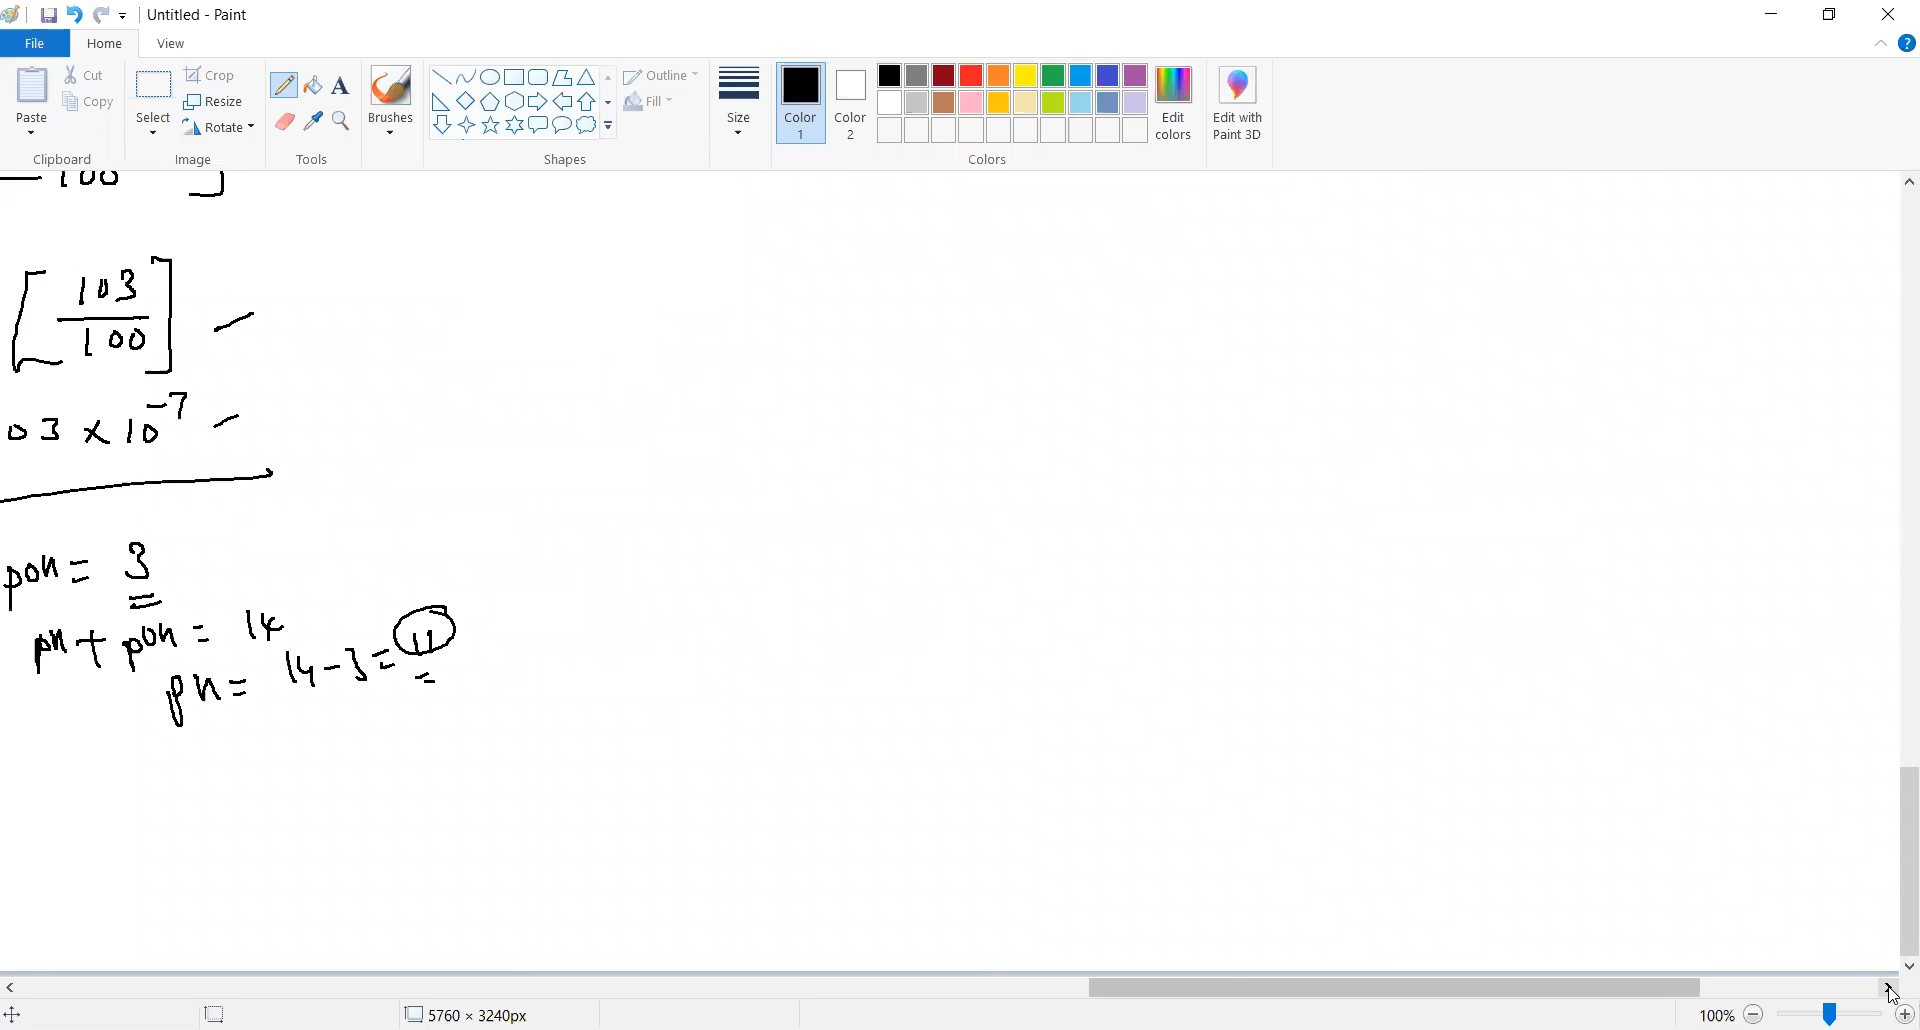 Untitled - Paint
File Home View
Paste
Cut
Copy
Clipboard
Select
Crop
Resize
Rotate
Image
Tools
Brushes
Shapes
Outline
Fill
Size
Color 1
Color 2
Edit colors
Edit with Paint 3D
Colors
100
[103/100]
03 × 10⁻⁷
pOH = 3
pH + pOH = 14
pH = 14 - 3 = 11
5760 × 3240px
100%